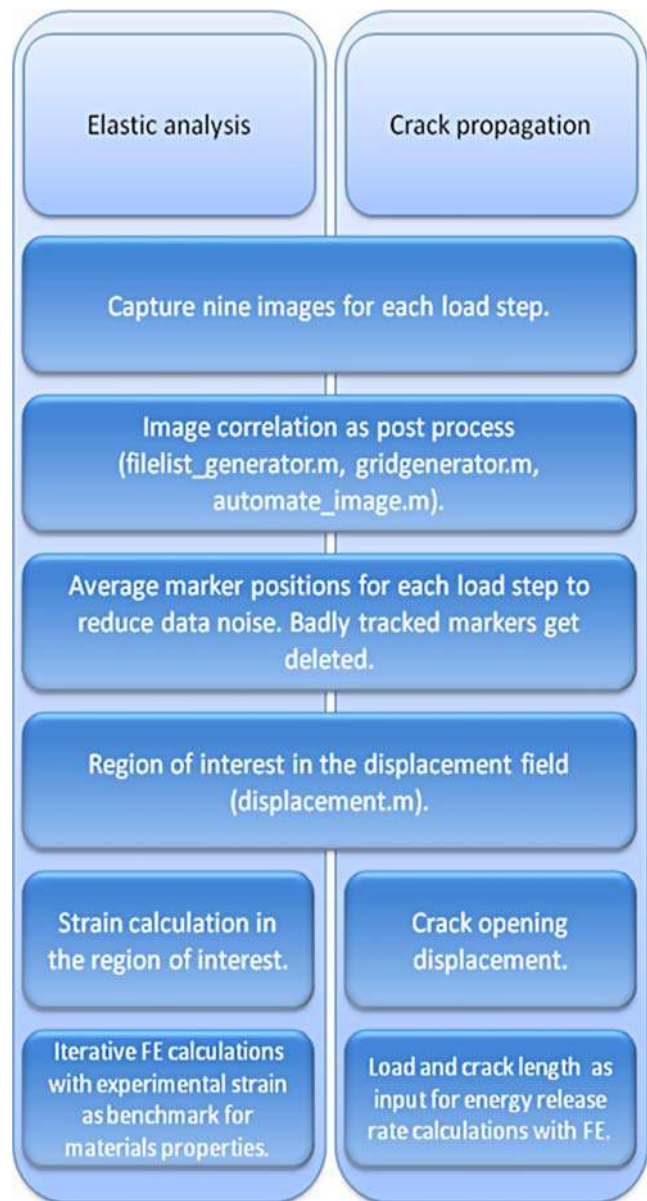 Elastic analysis
Crack propagation
Capture nine images for each load step.
Image correlation as post process
(filelist_generator.m, gridgenerator.m,
automate_image.m).
Average marker positions for each load step to
reduce data noise. Badly tracked markers get
deleted.
Region of interest in the displacement field
(displacement.m).
Strain calculation in
the region of interest.
Crack opening
displacement.
Iterative FE calculations
with experimental strain
as benchmark for
materials properties.
Load and crack length as
input for energy release
rate calculations with FE.